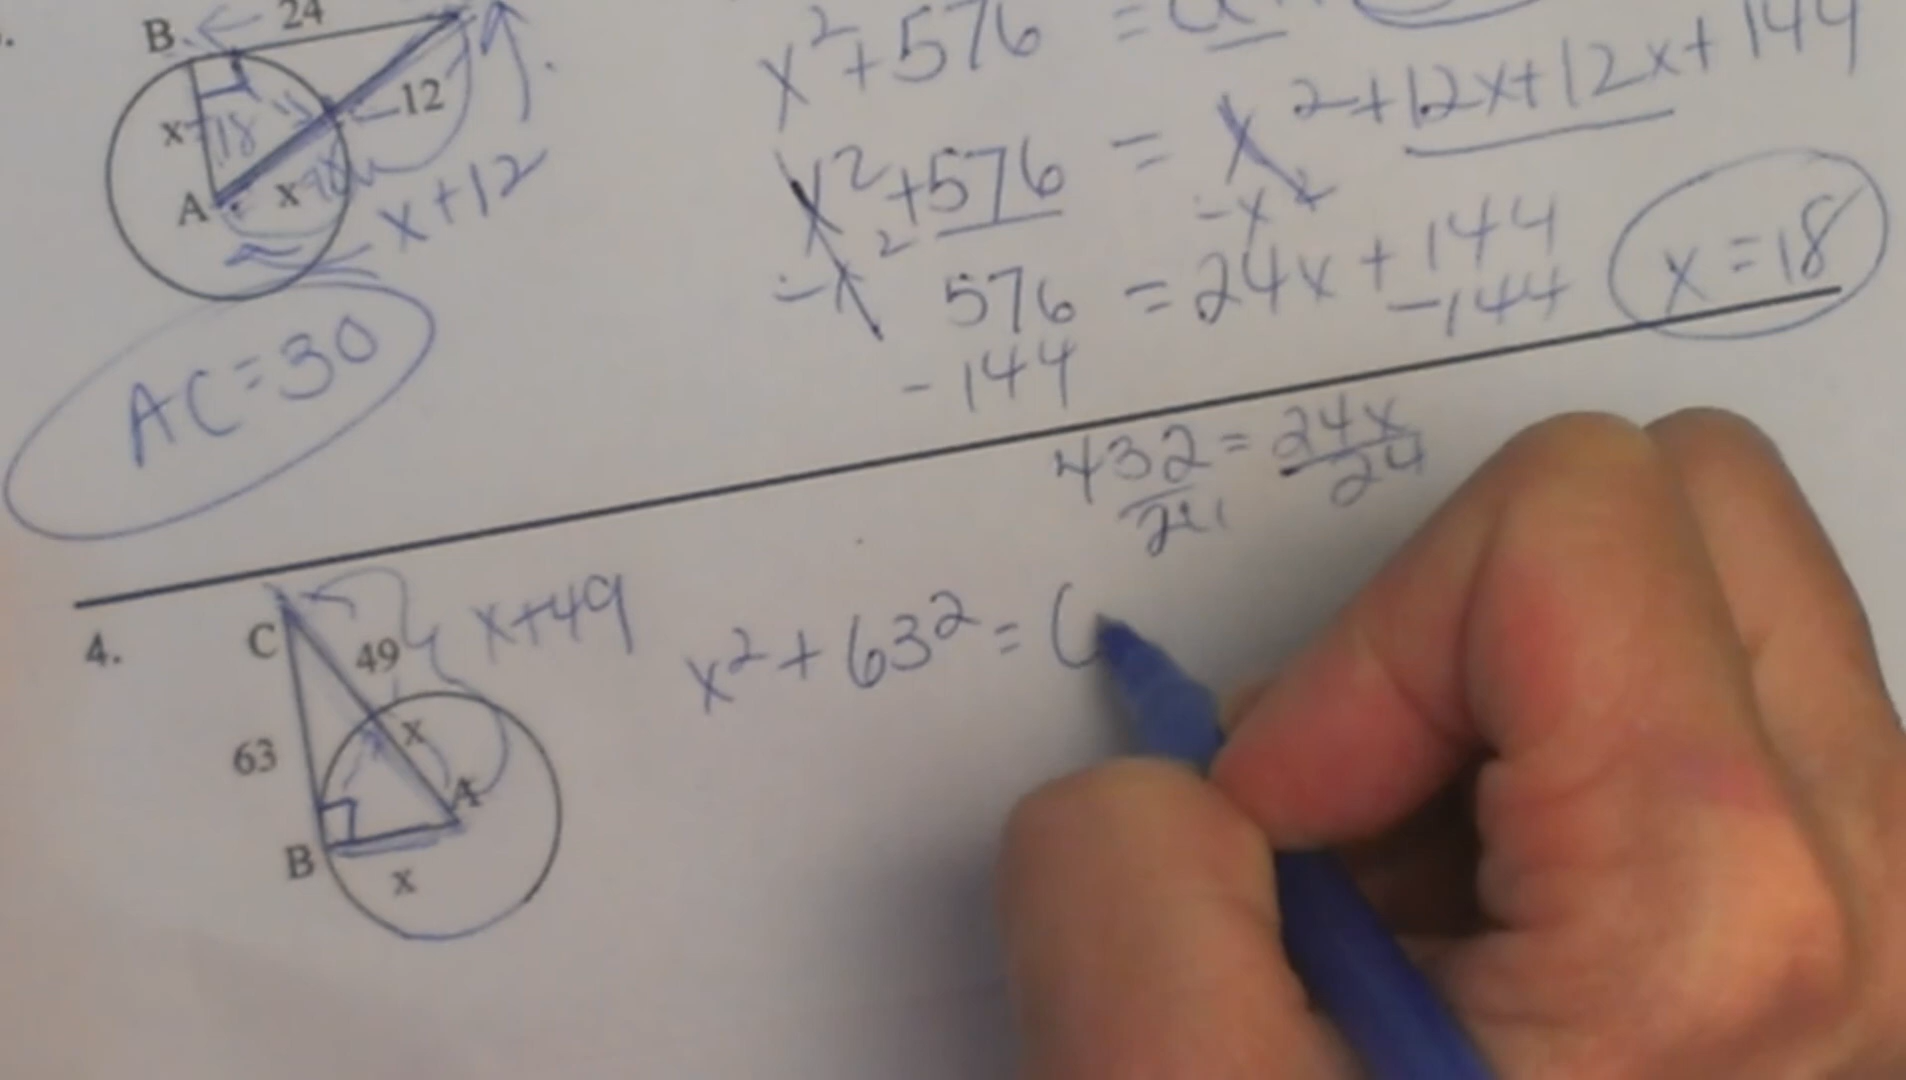 B 24
x²+576 =
12
x 18
A x
x+12
x²+576 = x²+12x+12x+144
-x² -x²
576 = 24x+144
-144 -144
x=18
AC=30
432 = 24x
24
4.
C 49 x+49
x²+63² = (
63
x
A
B
x